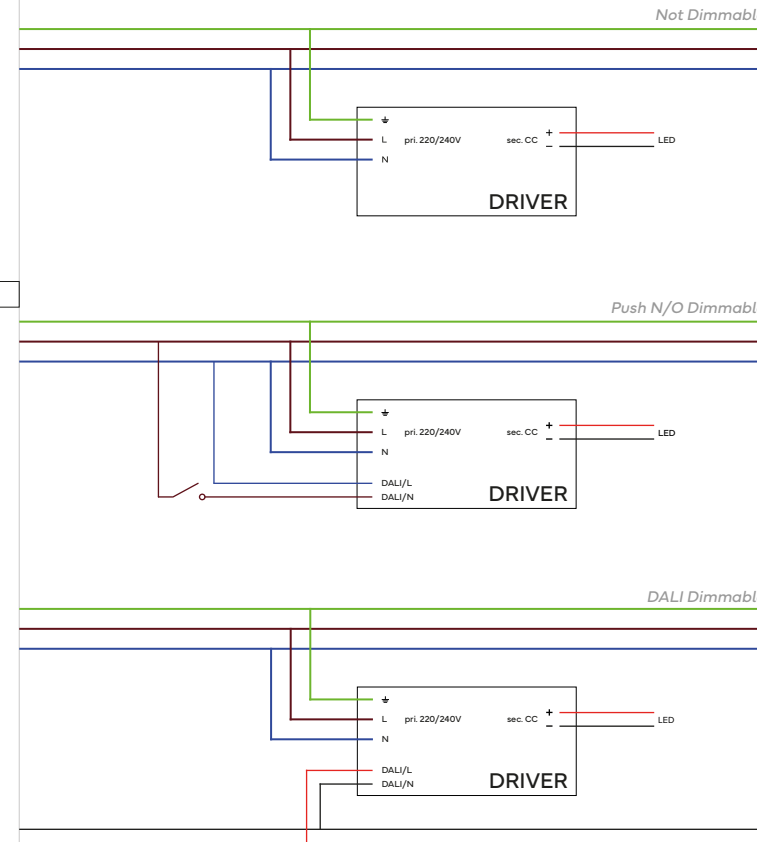 Not Dimmabl
L pri. 220/240V sec. CC + LED
N -
DRIVER
Push N/O Dimmabl
L pri. 220/240V sec. CC + LED
N -
DALI/L
DALI/N DRIVER
DALI Dimmabl
L pri. 220/240V sec. CC + LED
N -
DALI/L
DALI/N DRIVER